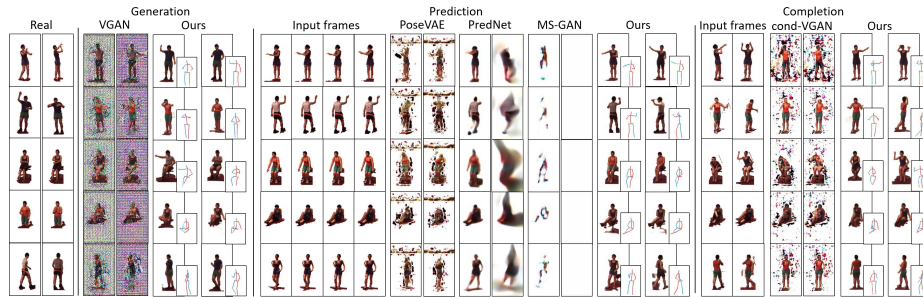 Generation
Prediction
Completion
Real
VGAN
Ours
Input frames
PoseVAE
PredNet
MS-GAN
Ours
Input frames
cond-VGAN
Ours